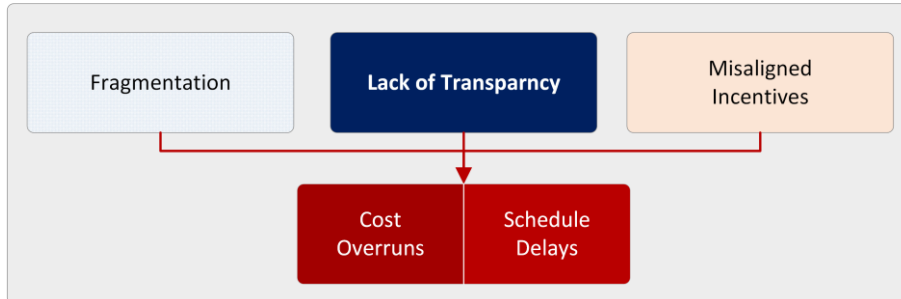 Fragmentation
Lack of Transparncy
Misaligned
Incentives
Cost
Overruns
Schedule
Delays